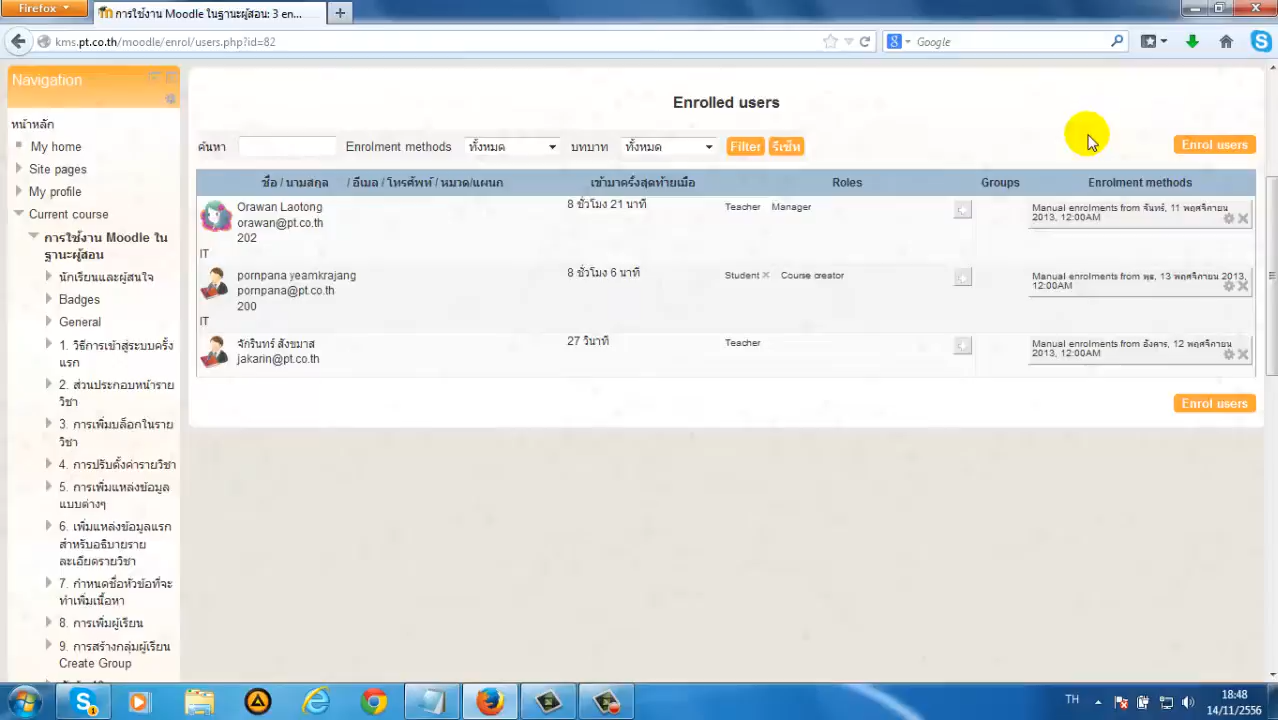 Firefox
การใช้งาน Moodle ในฐานะผู้สอน: 3 en...
kms.pt.co.th/moodle/enrol/users.php?id=82
Google
Navigation
หน้าหลัก
My home
Site pages
My profile
Current course
การใช้งาน Moodle ใน
ฐานะผู้สอน
นักเรียนและผู้สนใจ
Badges
General
1. วิธีการเข้าสู่ระบบครั้ง
แรก
2. ส่วนประกอบหน้าราย
วิชา
3. การเพิ่มบล็อกในราย
วิชา
4. การปรับตั้งค่ารายวิชา
5. การเพิ่มแหล่งข้อมูล
แบบต่างๆ
6. เพิ่มแหล่งข้อมูลแรก
สำหรับอธิบายราย
ละเอียดรายวิชา
7. กำหนดชื่อหัวข้อที่จะ
ทำเพิ่มเนื้อหา
8. การเพิ่มผู้เรียน
9. การสร้างกลุ่มผู้เรียน
Create Group
Enrolled users
ค้นหา Enrolment methods ทั้งหมด บทบาท ทั้งหมด Filter รีเซ็ท Enrol users
ชื่อ / นามสกุล / อีเมล / โทรศัพท์ / หมวด/แผนก เข้ามาครั้งสุดท้ายเมื่อ Roles Groups Enrolment methods
Orawan Laotong 8 ชั่วโมง 21 นาที Teacher Manager Manual enrolments from จันทร์, 11 พฤศจิกายน
orawan@pt.co.th 2013, 12:00AM
202
IT
pornpana yeamkrajang 8 ชั่วโมง 6 นาที Student Course creator Manual enrolments from พุธ, 13 พฤศจิกายน
pornpana@pt.co.th 2013, 12:00AM
200
IT
จักรินทร์ สังขมาส 27 วินาที Teacher Manual enrolments from อังคาร, 12 พฤศจิกายน
jakarin@pt.co.th 2013, 12:00AM
Enrol users
TH
18:48
14/11/2556